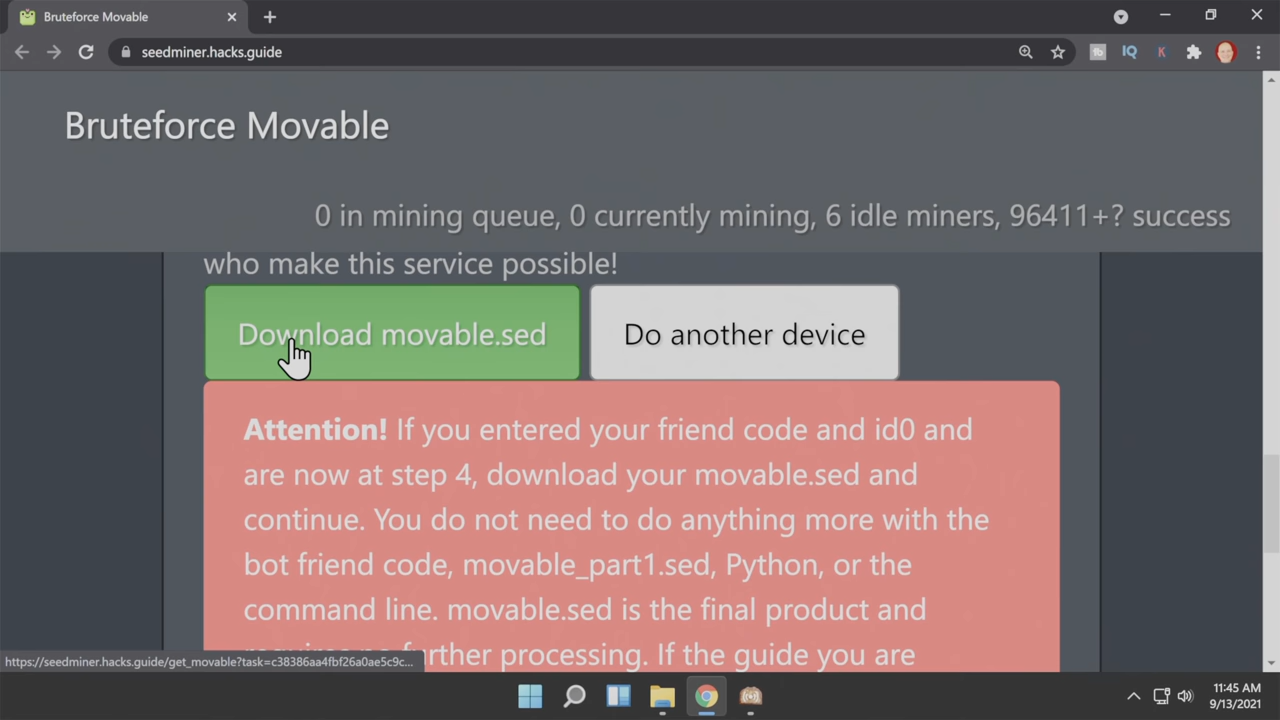 Bruteforce Movable
seedminer.hacks.guide
Bruteforce Movable
0 in mining queue, 0 currently mining, 6 idle miners, 96411+? success
who make this service possible!
Download movable.sed
Do another device
Attention! If you entered your friend code and id0 and
are now at step 4, download your movable.sed and
continue. You do not need to do anything more with the
bot friend code, movable_part1.sed, Python, or the
command line. movable.sed is the final product and
requires no further processing. If the guide you are
https://seedminer.hacks.guide/get_movable?task=c38386aa4fbf26a0ae5c9c...
11:45 AM
9/13/2021
tb
IQ
K